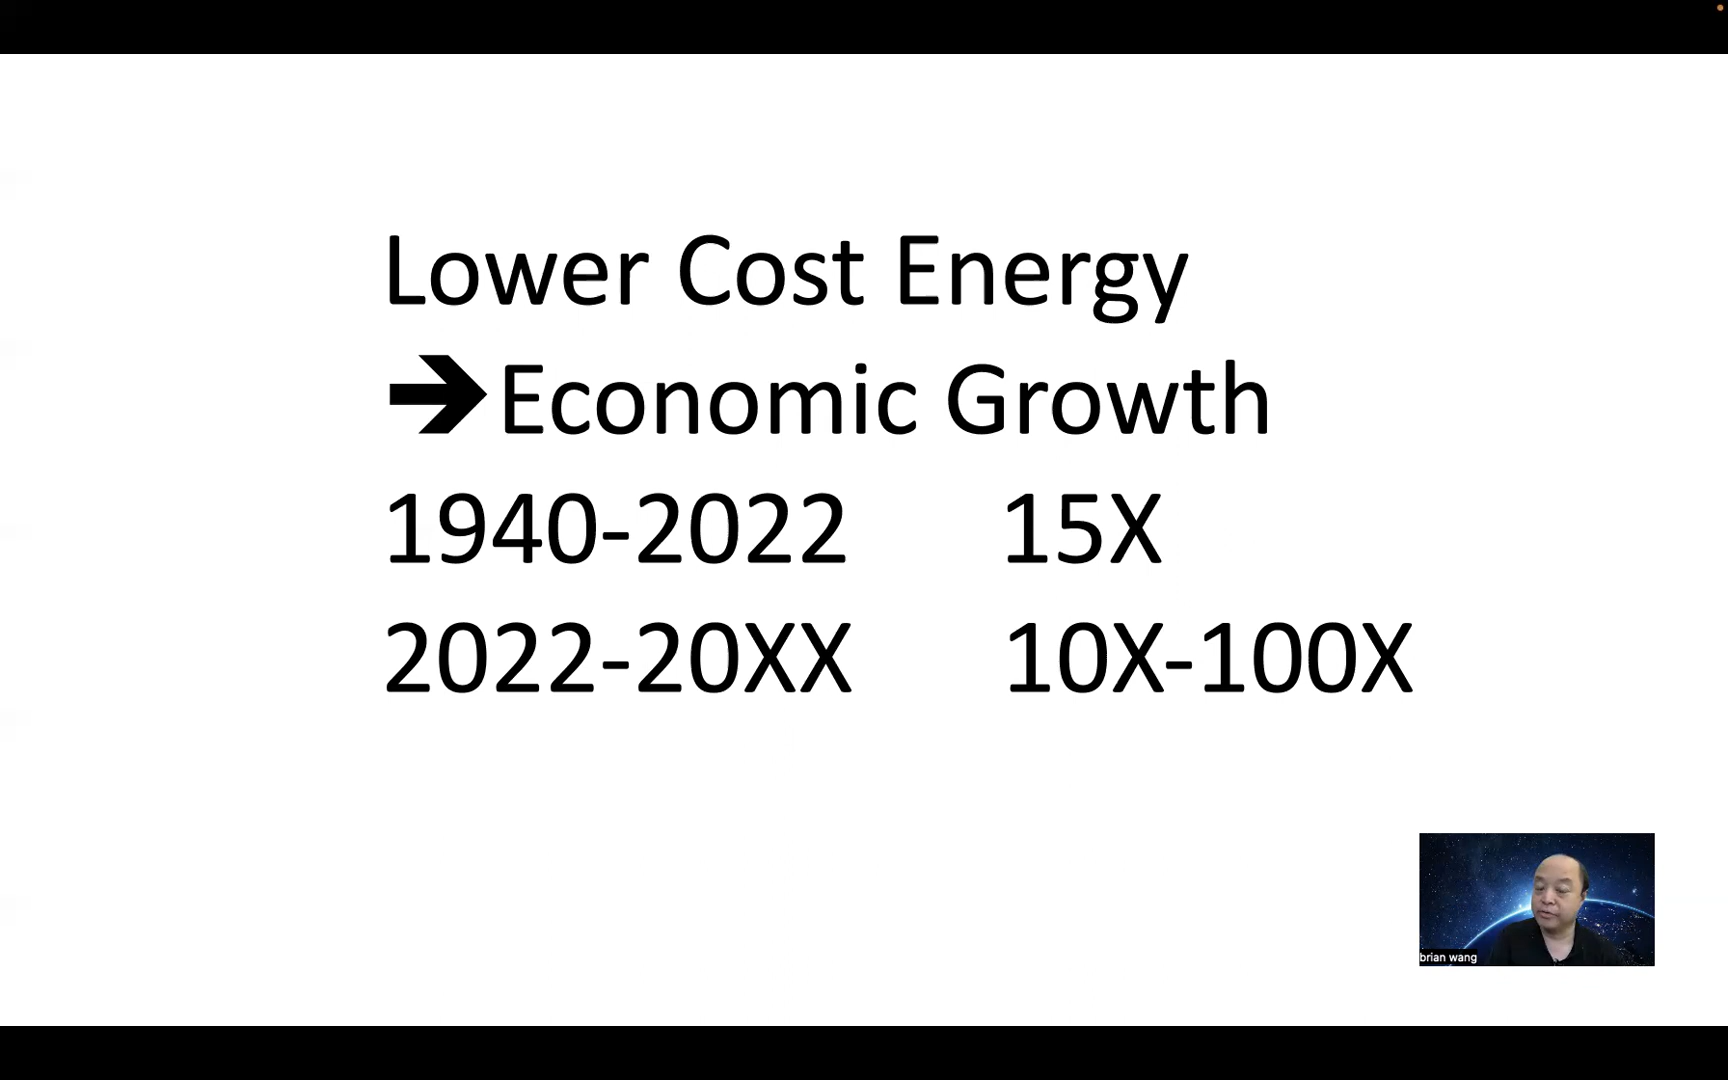 Lower Cost Energy
➔Economic Growth
1940-2022 15X
2022-20XX 10X-100X
brian wang